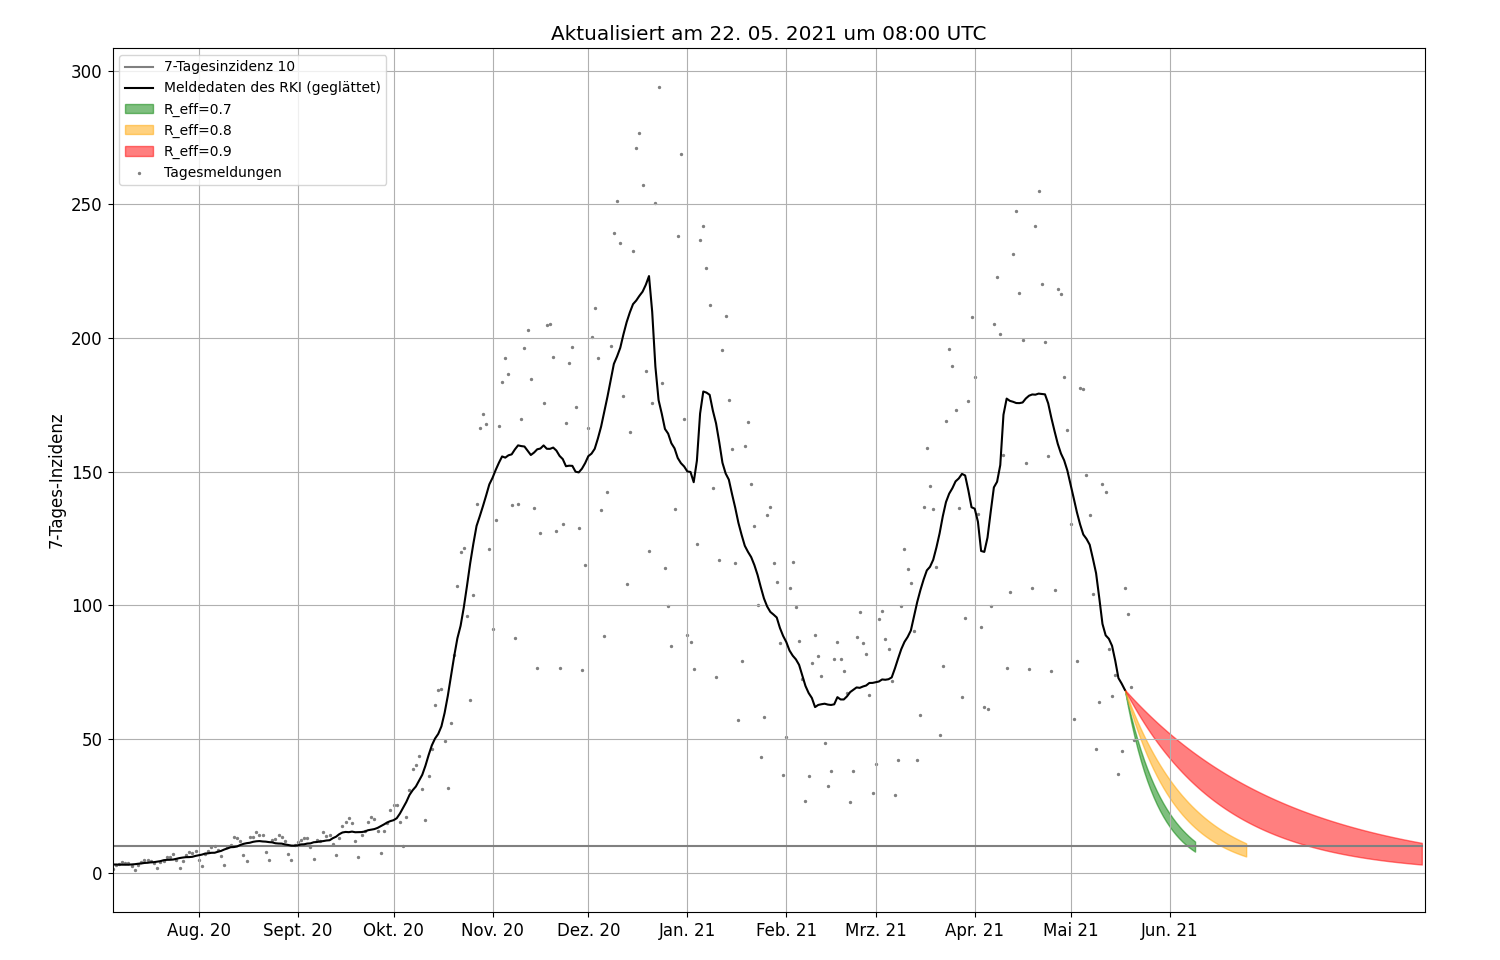 Aktualisiert am 22. 05. 2021 um 08:00 UTC
7-Tagesinzidenz 10
Meldedaten des RKI (geglättet)
R_eff=0.7
R_eff=0.8
R_eff=0.9
Tagesmeldungen
7-Tages-Inzidenz
300
250
200
150
100
50
0
Aug. 20 Sept. 20 Okt. 20 Nov. 20 Dez. 20 Jan. 21 Feb. 21 Mrz. 21 Apr. 21 Mai 21 Jun. 21